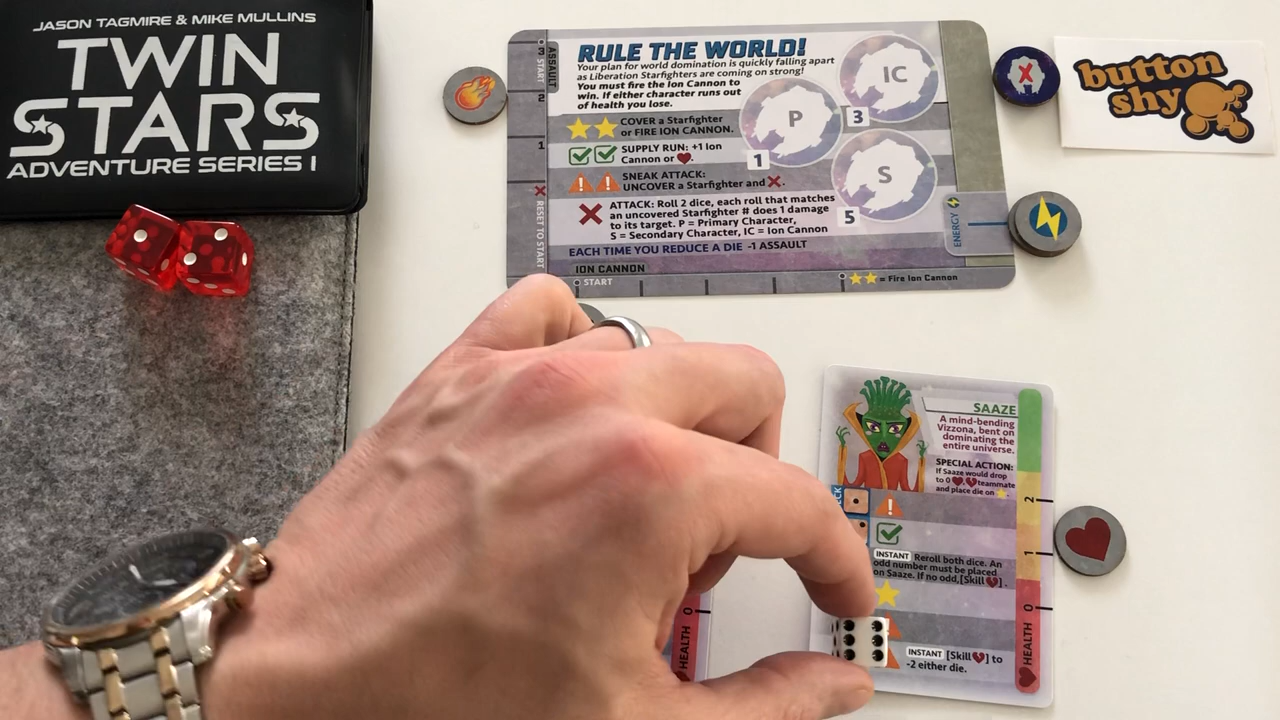 JASON TAGMIRE & MIKE MULLINS
TWIN
STARS
ADVENTURE SERIES I
RULE THE WORLD!
Your plan for world domination is quickly falling apart
as Liberation Starfighters are coming on strong!
You must fire the Ion Cannon to
win. If either character runs out
of health you lose.
COVER a Starfighter
or FIRE ION CANNON.
SUPPLY RUN: +1 Ion
Cannon or
SNEAK ATTACK:
UNCOVER a Starfighter and X.
ATTACK: Roll 2 dice, each roll that matches
an uncovered Starfighter # does 1 damage
to its target. P = Primary Character,
S = Secondary Character, IC = Ion Cannon
EACH TIME YOU REDUCE A DIE -1 ASSAULT
ION CANNON
START
= Fire Ion Cannon
ASSAULT
3
START
2
1
X RESET TO START
IC
3
P
1
S
5
ENERGY
X
button
shy
SAAZE
A mind-bending
Vizzona, bent on
dominating the
entire universe.
SPECIAL ACTION:
If Saaze would drop
to 0 teammate
and place die on
INSTANT Reroll both dice. An
odd number must be placed
on Saaze. If no odd,[Skill].
INSTANT [Skill] to
-2 either die.
2
1
0
HEALTH
0
HEALTH